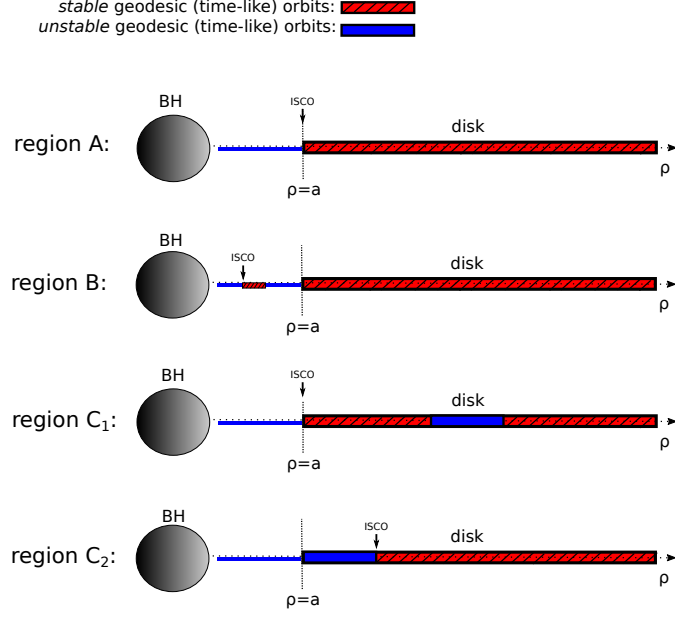 stable geodesic (time-like) orbits:
unstable geodesic (time-like) orbits:
BH
ISCO
disk
region A:
ρ=a
ρ
BH
ISCO
disk
region B:
ρ=a
ρ
BH
ISCO
disk
region C₁:
ρ=a
ρ
BH
ISCO
disk
region C₂:
ρ=a
ρ